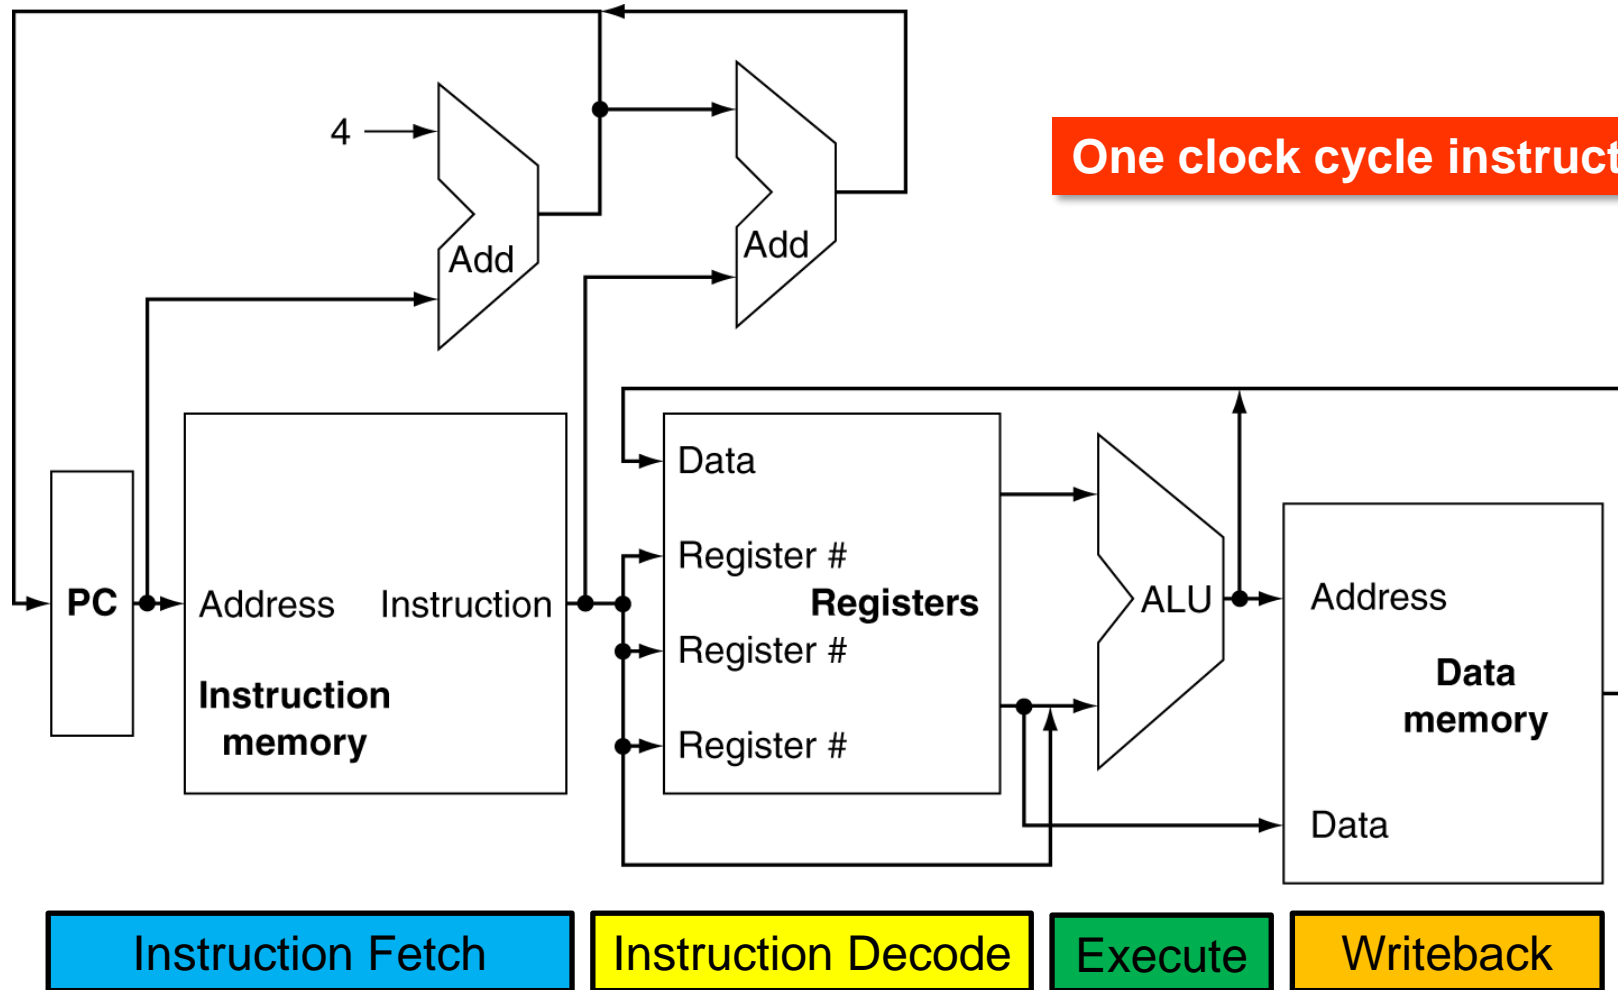 4
Add
Add
One clock cycle instruct
Data
Register #
PC
Address
Instruction
Registers
ALU
Address
Register #
Instruction
memory
Data
memory
Register #
Data
Instruction Fetch
Instruction Decode
Execute
Writeback